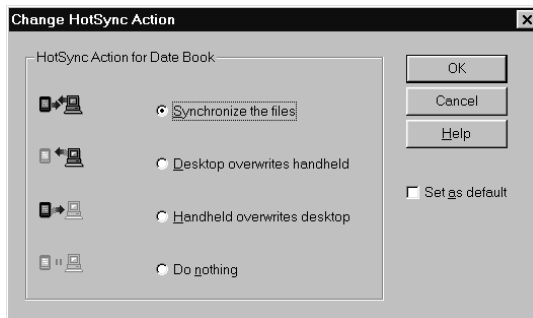 Change HotSync Action
HotSync Action for Date Book
Synchronize the files
Desktop overwrites handheld
Handheld overwrites desktop
Do nothing
OK
Cancel
Help
Set as default